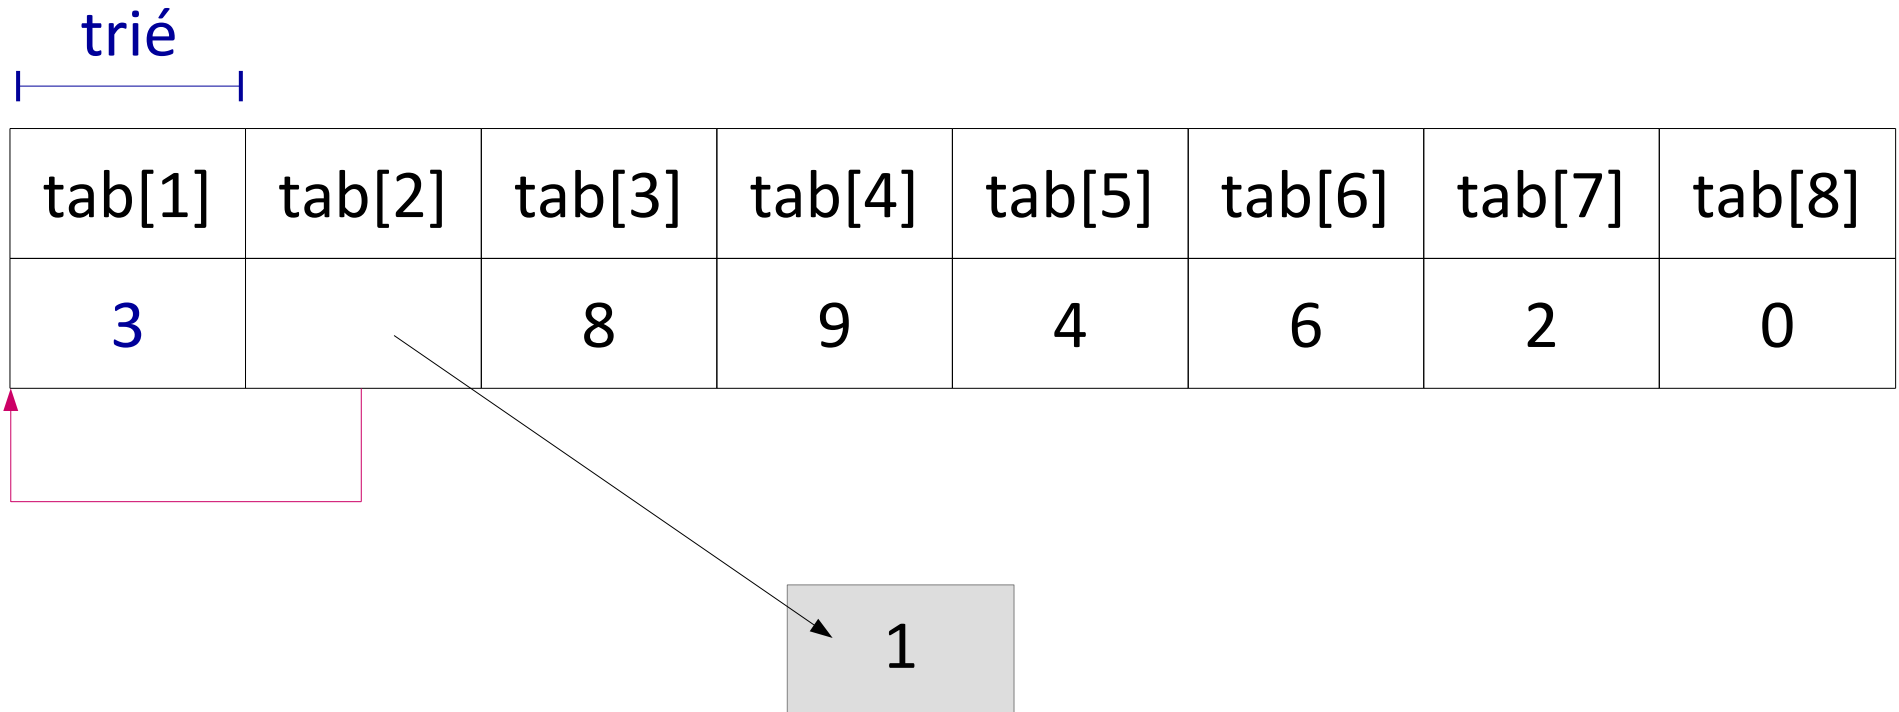 trié
tab[1] tab[2] tab[3] tab[4] tab[5] tab[6] tab[7] tab[8]
3 8 9 4 6 2 0
1